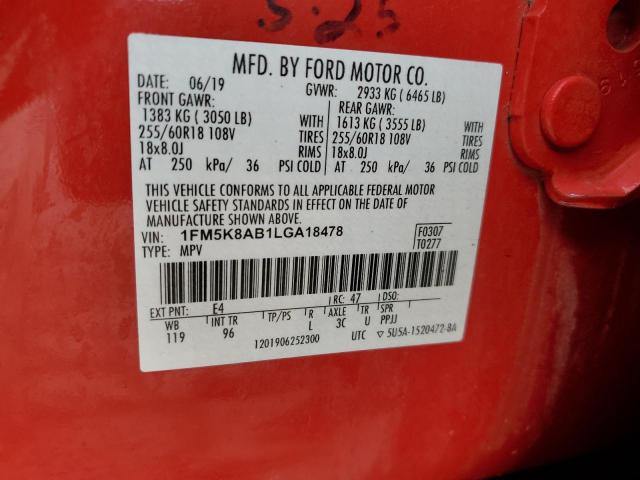 5.25
MFD. BY FORD MOTOR CO.
DATE: 06/19 GVWR: 2933 KG ( 6465 LB)
FRONT GAWR: REAR GAWR:
1383 KG ( 3050 LB) WITH 1613 KG ( 3555 LB) WITH
255/60R18 108V TIRES 255/60R18 108V TIRES
18x8.0J RIMS 18x8.0J RIMS
AT 250 kPa/ 36 PSI COLD AT 250 kPa/ 36 PSI COLD
THIS VEHICLE CONFORMS TO ALL APPLICABLE FEDERAL MOTOR
VEHICLE SAFETY STANDARDS IN EFFECT ON THE DATE OF
MANUFACTURE SHOWN ABOVE.
VIN: 1FM5K8AB1LGA18478 F0307
TYPE: MPV T0277
EXT PNT: E4 RC: 47 DSO:
WB INT TR TP/PS R AXLE TR SPR
119 96 L 3C U PPJJ
1201906252300 UTC ▽ 5U5A-1520472-8A